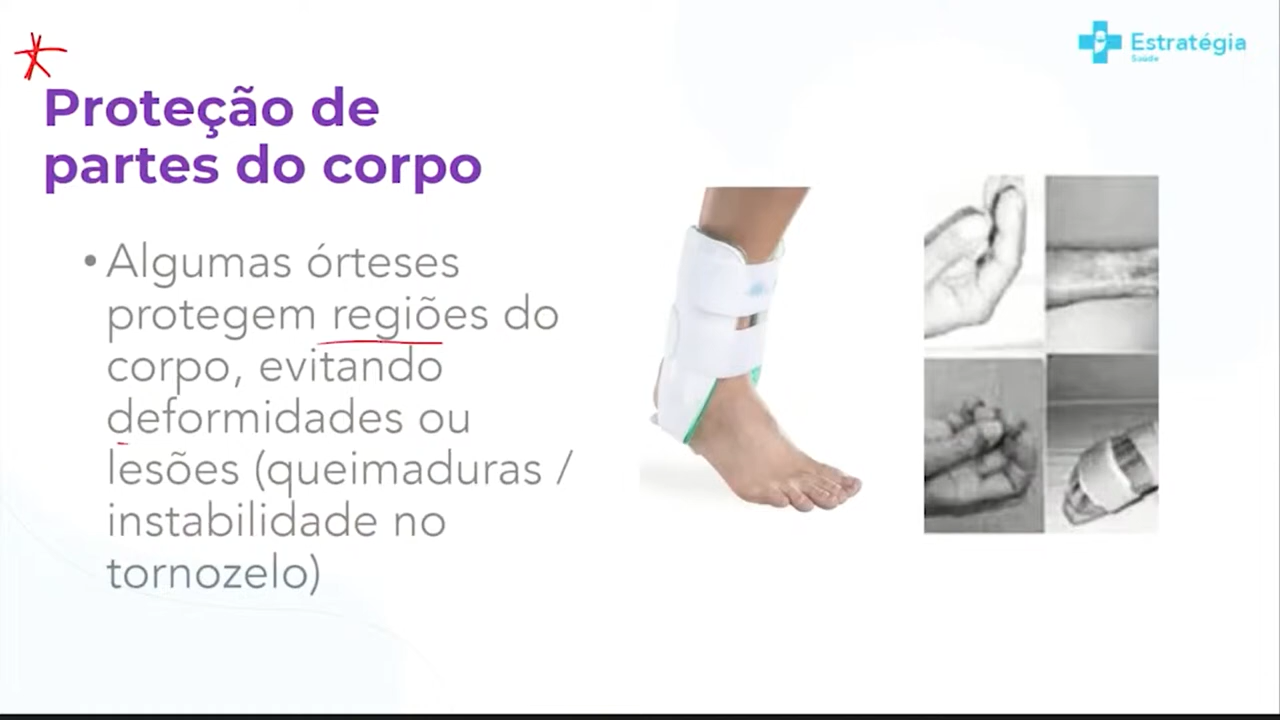 Estratégia
Saúde
Proteção de
partes do corpo
• Algumas órteses
protegem regiões do
corpo, evitando
deformidades ou
lesões (queimaduras /
instabilidade no
tornozelo)